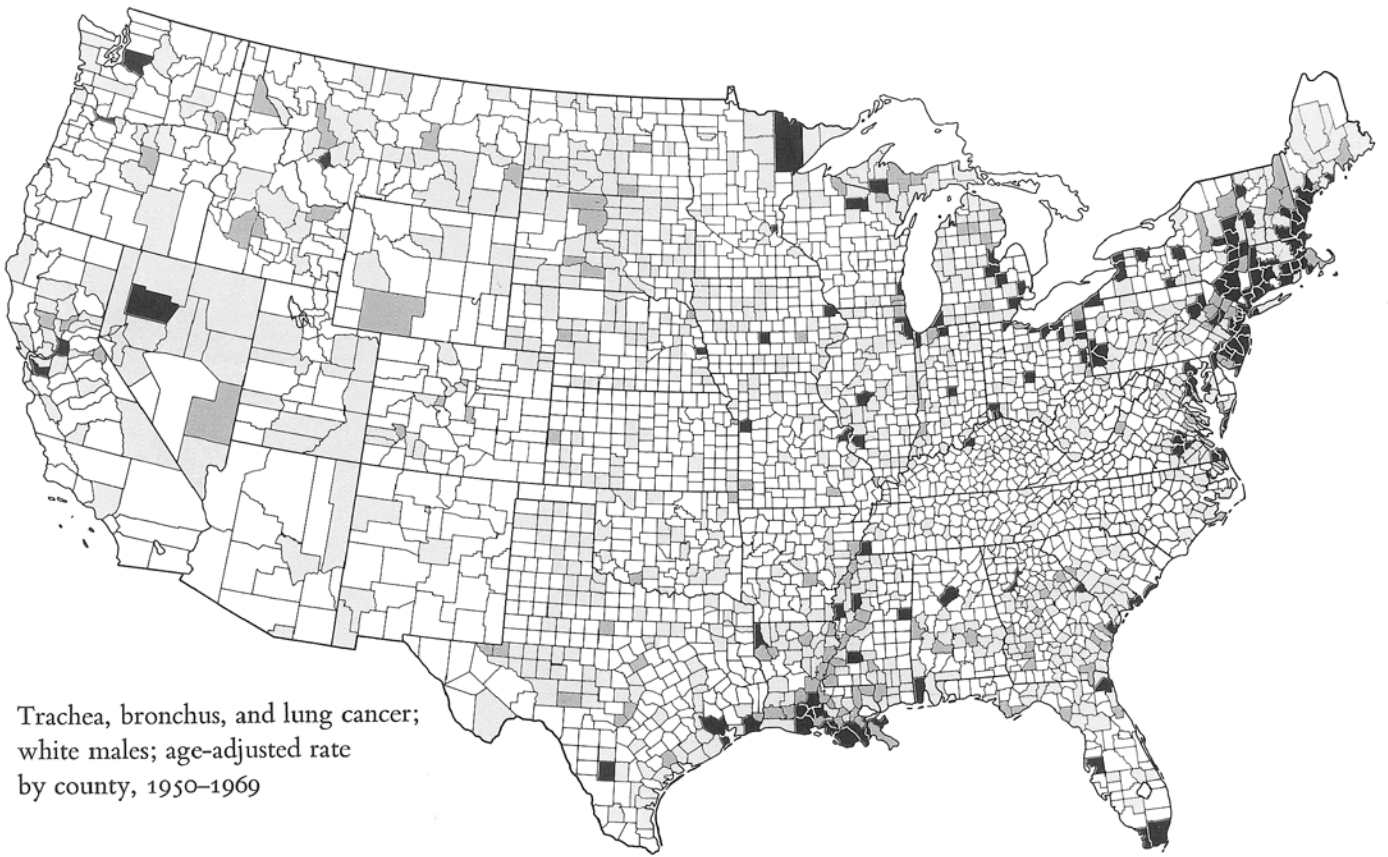 Trachea, bronchus, and lung cancer;
white males; age-adjusted rate
by county, 1950–1969